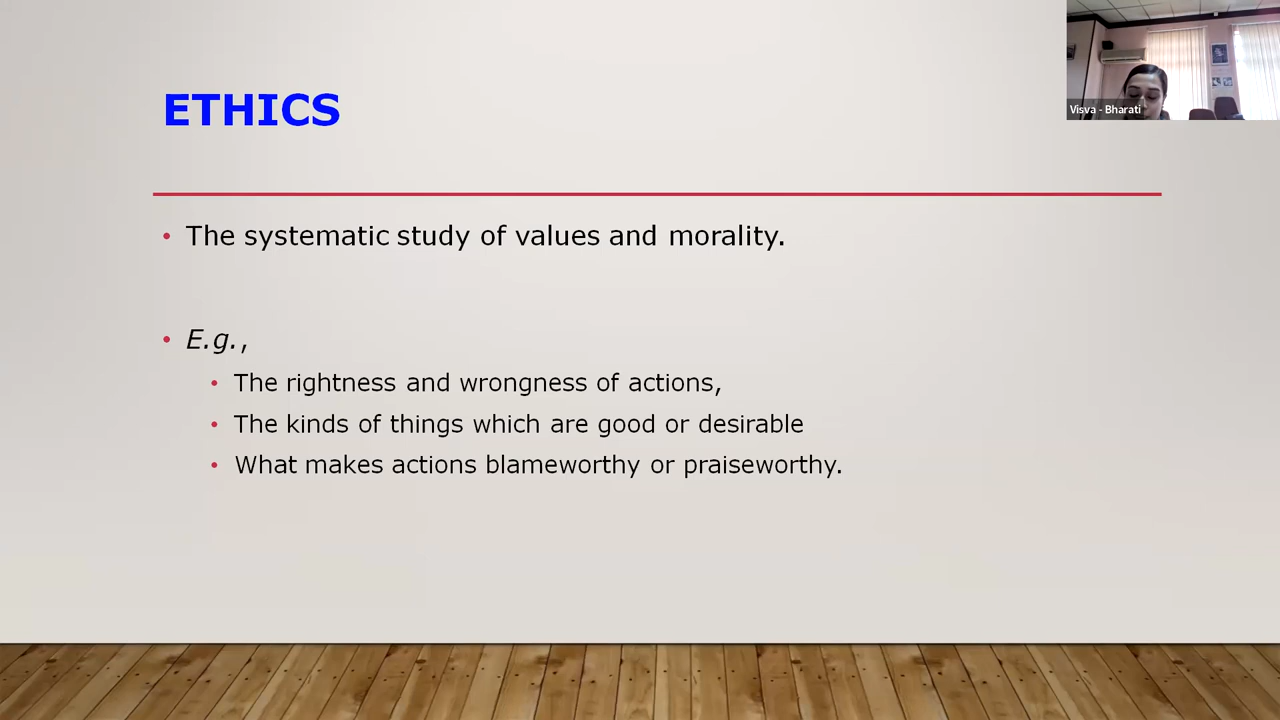 ETHICS
Visva - Bharati
• The systematic study of values and morality.
• E.g.,
• The rightness and wrongness of actions,
• The kinds of things which are good or desirable
• What makes actions blameworthy or praiseworthy.